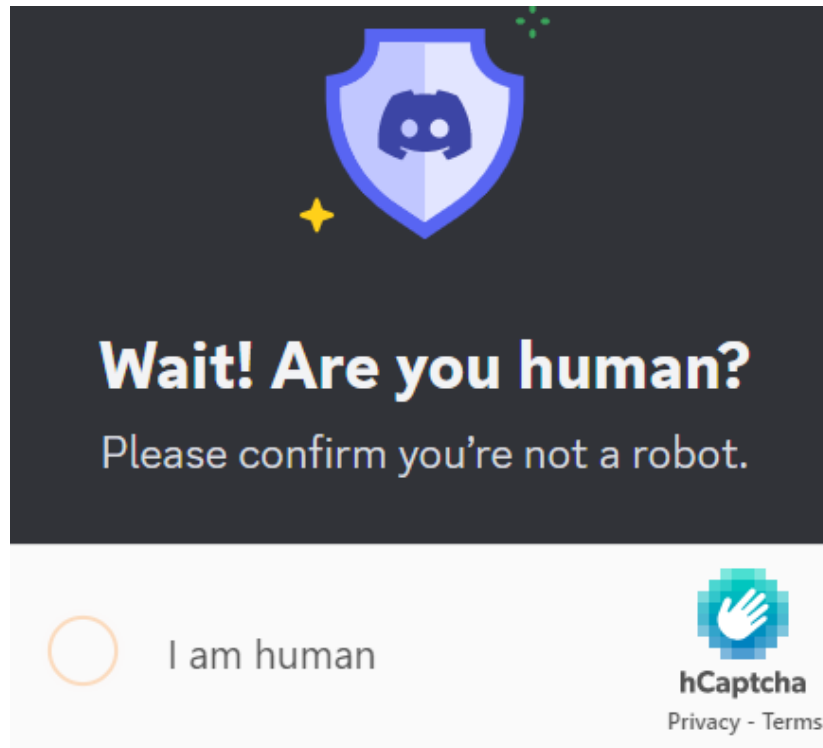 Wait! Are you human?
Please confirm you’re not a robot.
I am human
hCaptcha
Privacy - Terms